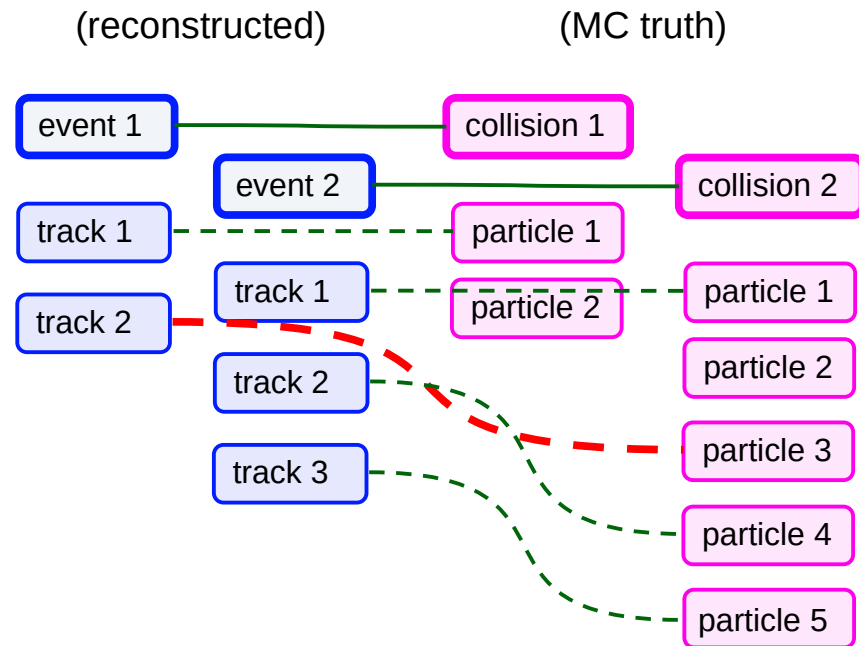 (reconstructed) (MC truth)
event 1 collision 1
event 2 collision 2
track 1 particle 1
track 1 particle 2 particle 1
track 2
track 2 particle 2
track 3 particle 3
particle 4
particle 5